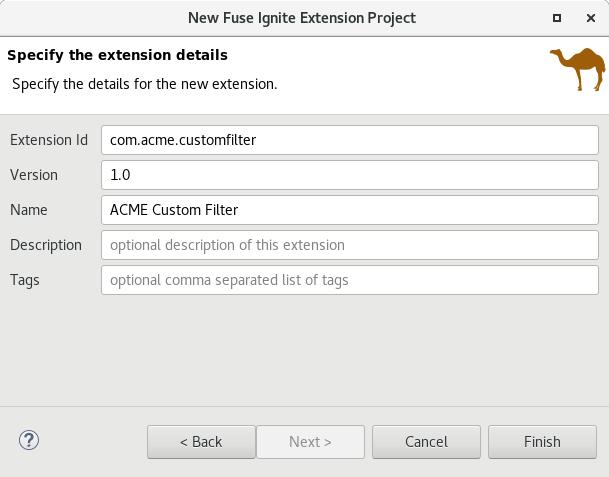 New Fuse Ignite Extension Project
Specify the extension details
Specify the details for the new extension.
Extension Id com.acme.customfilter
Version 1.0
Name ACME Custom Filter
Description optional description of this extension
Tags optional comma separated list of tags
? < Back Next > Cancel Finish